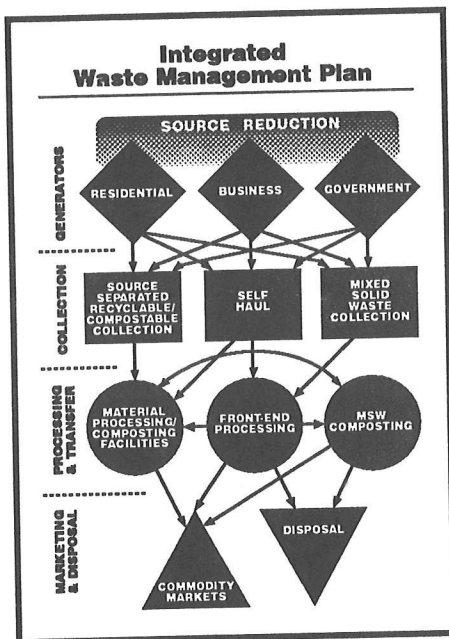 Integrated
Waste Management Plan
SOURCE REDUCTION
GENERATORS
RESIDENTIAL
BUSINESS
GOVERNMENT
COLLECTION
SOURCE
SEPARATED
RECYCLABLE/
COMPOSTABLE
COLLECTION
SELF
HAUL
MIXED
SOLID
WASTE
COLLECTION
PROCESSING
& TRANSFER
MATERIAL
PROCESSING/
COMPOSTING
FACILITIES
FRONT-END
PROCESSING
MSW
COMPOSTING
MARKETING
& DISPOSAL
COMMODITY
MARKETS
DISPOSAL